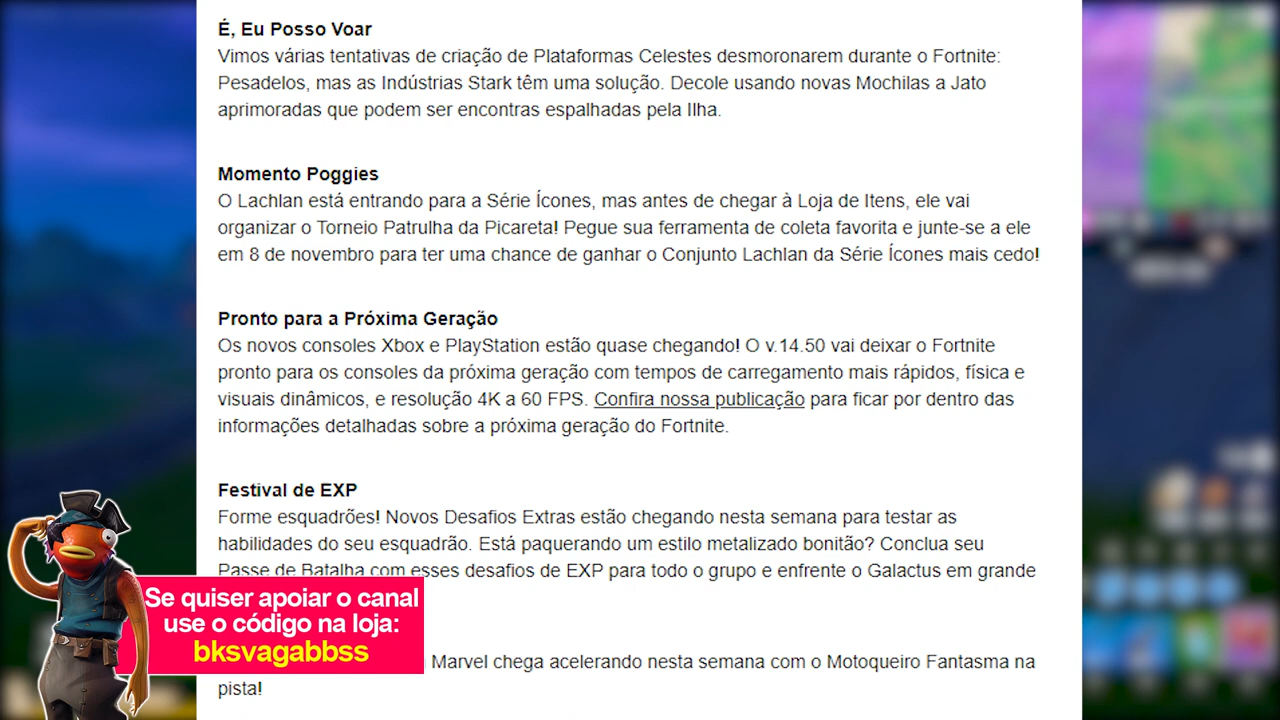 É, Eu Posso Voar
Vimos várias tentativas de criação de Plataformas Celestes desmoronarem durante o Fortnite:
Pesadelos, mas as Indústrias Stark têm uma solução. Decole usando novas Mochilas a Jato
aprimoradas que podem ser encontras espalhadas pela Ilha.
Momento Poggies
O Lachlan está entrando para a Série Ícones, mas antes de chegar à Loja de Itens, ele vai
organizar o Torneio Patrulha da Picareta! Pegue sua ferramenta de coleta favorita e junte-se a ele
em 8 de novembro para ter uma chance de ganhar o Conjunto Lachlan da Série Ícones mais cedo!
Pronto para a Próxima Geração
Os novos consoles Xbox e PlayStation estão quase chegando! O v.14.50 vai deixar o Fortnite
pronto para os consoles da próxima geração com tempos de carregamento mais rápidos, física e
visuais dinâmicos, e resolução 4K a 60 FPS. Confira nossa publicação para ficar por dentro das
informações detalhadas sobre a próxima geração do Fortnite.
Festival de EXP
Forme esquadrões! Novos Desafios Extras estão chegando nesta semana para testar as
habilidades do seu esquadrão. Está paquerando um estilo metalizado bonitão? Conclua seu
Passe de Batalha com esses desafios de EXP para todo o grupo e enfrente o Galactus em grande
Marvel chega acelerando nesta semana com o Motoqueiro Fantasma na
pista!
Se quiser apoiar o canal
use o código na loja:
bksvagabbss